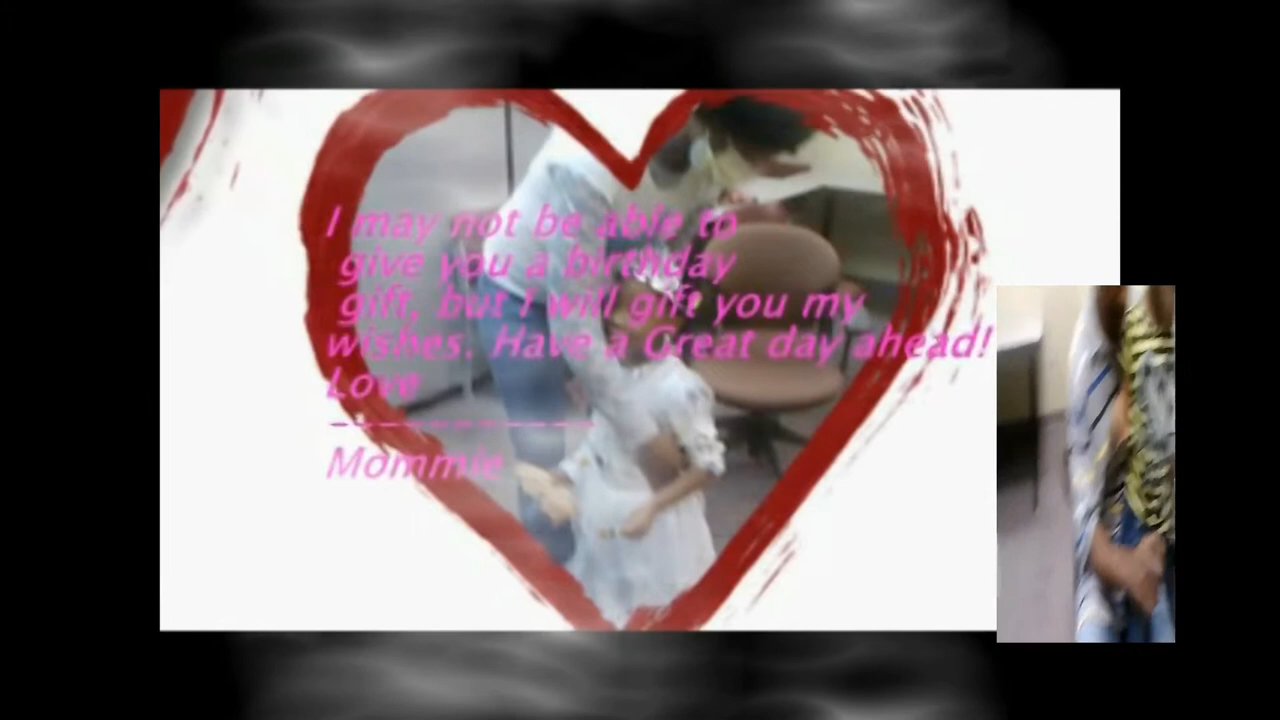 I may not be able to
give you a birthday
gift, but I will gift you my
wishes. Have a Great day ahead!
Love
------------
Mommie